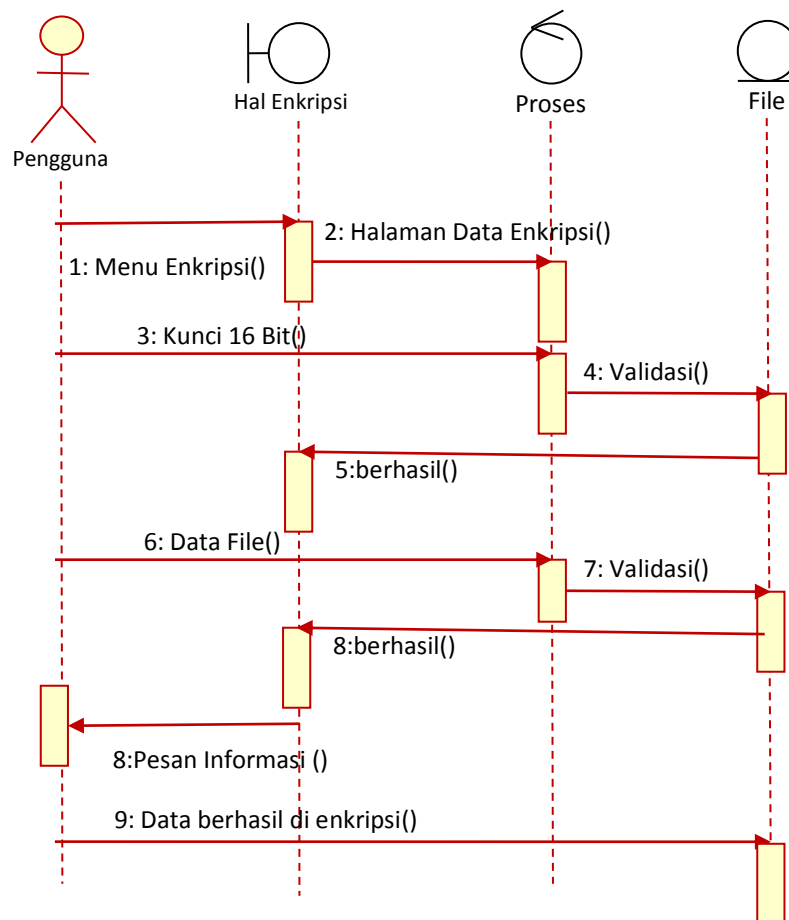 Hal Enkripsi
Proses
File
Pengguna
2: Halaman Data Enkripsi()
1: Menu Enkripsi()
3: Kunci 16 Bit()
4: Validasi()
5:berhasil()
6: Data File()
7: Validasi()
8:berhasil()
8:Pesan Informasi ()
9: Data berhasil di enkripsi()